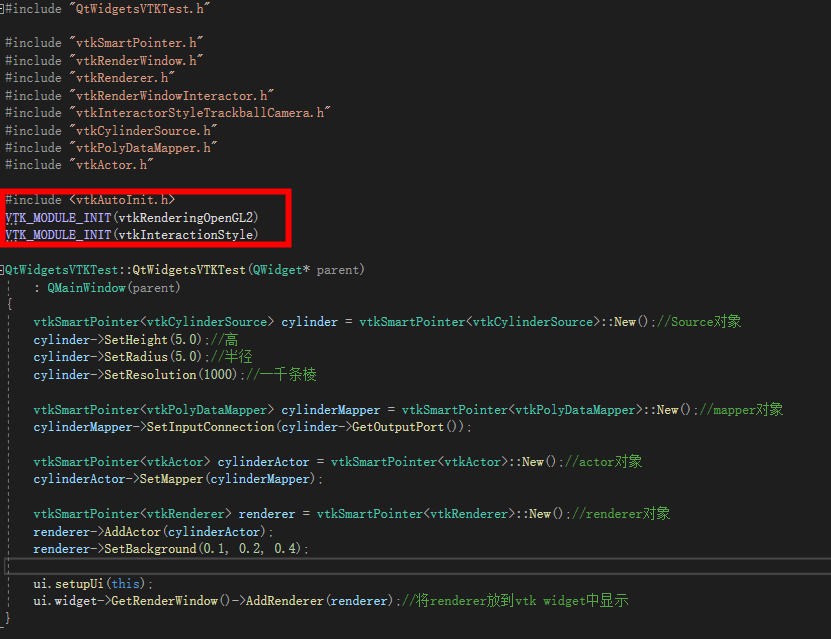 #include "QtWidgetsVTKTest.h"
#include "vtkSmartPointer.h"
#include "vtkRenderWindow.h"
#include "vtkRenderer.h"
#include "vtkRenderWindowInteractor.h"
#include "vtkInteractorStyleTrackballCamera.h"
#include "vtkCylinderSource.h"
#include "vtkPolyDataMapper.h"
#include "vtkActor.h"
#include <vtkAutoInit.h>
VTK_MODULE_INIT(vtkRenderingOpenGL2)
VTK_MODULE_INIT(vtkInteractionStyle)
QtWidgetsVTKTest::QtWidgetsVTKTest(QWidget* parent)
: QMainWindow(parent)
{
vtkSmartPointer<vtkCylinderSource> cylinder = vtkSmartPointer<vtkCylinderSource>::New();//Source对象
cylinder->SetHeight(5.0);//高
cylinder->SetRadius(5.0);//半径
cylinder->SetResolution(1000);//一千条棱
vtkSmartPointer<vtkPolyDataMapper> cylinderMapper = vtkSmartPointer<vtkPolyDataMapper>::New();//mapper对象
cylinderMapper->SetInputConnection(cylinder->GetOutputPort());
vtkSmartPointer<vtkActor> cylinderActor = vtkSmartPointer<vtkActor>::New();//actor对象
cylinderActor->SetMapper(cylinderMapper);
vtkSmartPointer<vtkRenderer> renderer = vtkSmartPointer<vtkRenderer>::New();//renderer对象
renderer->AddActor(cylinderActor);
renderer->SetBackground(0.1, 0.2, 0.4);
ui.setupUi(this);
ui.widget->GetRenderWindow()->AddRenderer(renderer);//将renderer放到vtk widget中显示
}